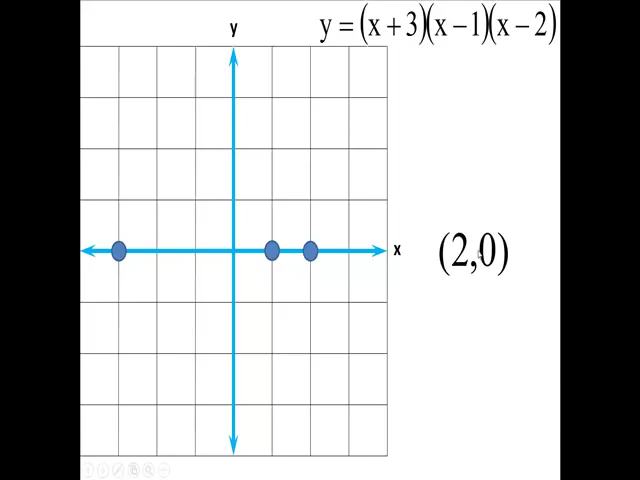 y = (x + 3)(x − 1)(x − 2)
y
x
(2,0)